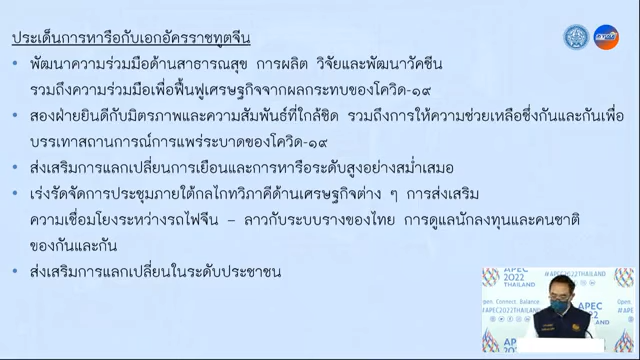 ประเด็นการหารือกับเอกอัครราชทูตจีน
• พัฒนาความร่วมมือด้านสาธารณสุข การผลิต วิจัยและพัฒนาวัคซีน
รวมถึงความร่วมมือเพื่อฟื้นฟูเศรษฐกิจจากผลกระทบของโควิด-๑๙
• สองฝ่ายยินดีกับมิตรภาพและความสัมพันธ์ที่ใกล้ชิด รวมถึงการให้ความช่วยเหลือซึ่งกันและกันเพื่อ
บรรเทาสถานการณ์การแพร่ระบาดของโควิด-๑๙
• ส่งเสริมการแลกเปลี่ยนการเยือนและการหารือระดับสูงอย่างสม่ำเสมอ
• เร่งรัดจัดการประชุมภายใต้กลไกทวิภาคีด้านเศรษฐกิจต่าง ๆ การส่งเสริม
ความเชื่อมโยงระหว่างรถไฟจีน – ลาวกับระบบรางของไทย การดูแลนักลงทุนและคนชาติ
ของกันและกัน
• ส่งเสริมการแลกเปลี่ยนในระดับประชาชน
APEC
2022
THAILAND
#APEC2022THAILAND
Open. Connect. Balance.
#APEC2022THAILAND
APEC
2022
THAILAND